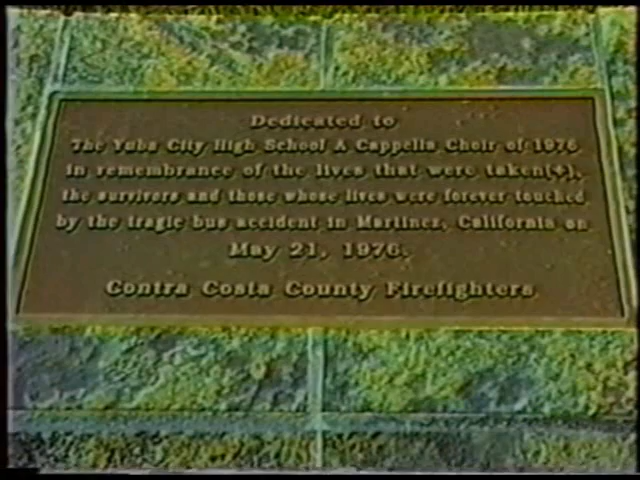 Dedicated to
The Yuba City High School A Cappella Choir of 1976
in remembrance of the lives that were taken(✤),
the survivors and those whose lives were forever touched
by the tragic bus accident in Martinez, California on
May 21, 1976.
Contra Costa County Firefighters